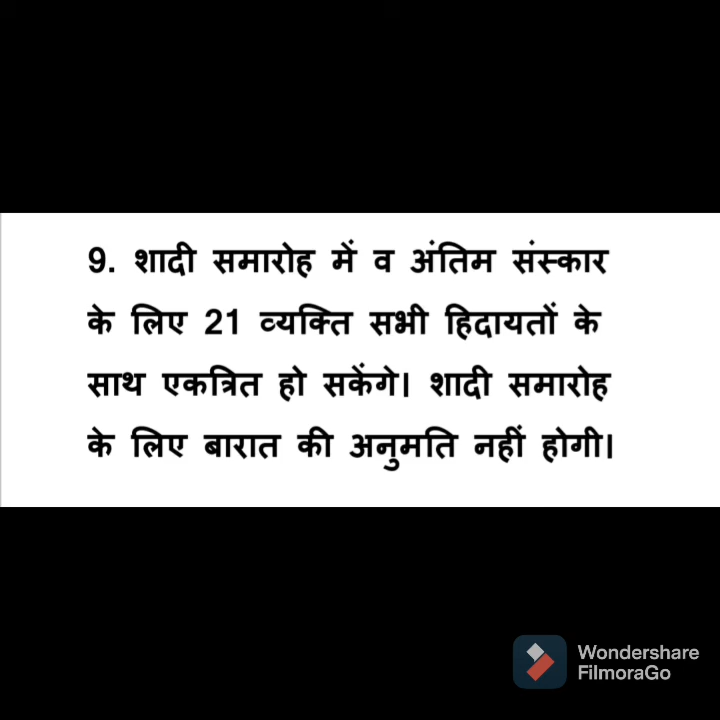 9. शादी समारोह में व अंतिम संस्कार
के लिए 21 व्यक्ति सभी हिदायतों के
साथ एकत्रित हो सकेंगे। शादी समारोह
के लिए बारात की अनुमति नहीं होगी।
Wondershare
FilmoraGo